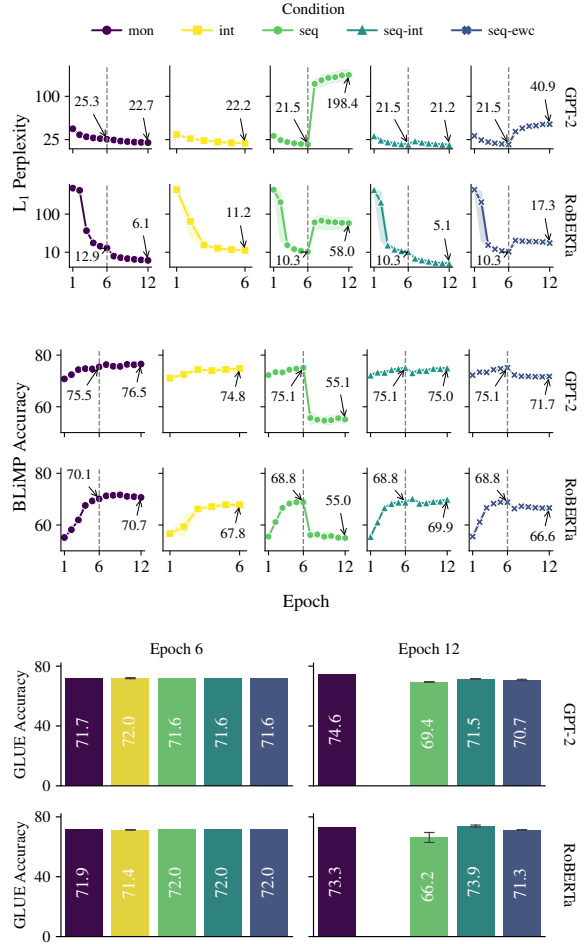 Condition
mon int seq seq-int seq-ewc
L1 Perplexity
100
25
25.3 22.7
22.2
21.5 198.4
21.5 21.2
21.5 40.9
GPT-2
100
10
12.9 6.1
11.2
10.3 58.0
10.3 5.1
10.3 17.3
RoBERTa
1 6 12
1 6
1 6 12
1 6 12
1 6 12
BLiMP Accuracy
80
60
75.5 76.5
74.8
75.1 55.1
75.1 75.0
75.1 71.7
GPT-2
80
60
70.1 70.7
67.8
68.8 55.0
68.8 69.9
68.8 66.6
RoBERTa
1 6 12
1 6
1 6 12
1 6 12
1 6 12
Epoch
Epoch 6 Epoch 12
GLUE Accuracy
80
40
0
71.7 72.0 71.6 71.6 71.6
74.6 69.4 71.5 70.7
GPT-2
GLUE Accuracy
80
40
0
71.9 71.4 72.0 72.0 72.0
73.3 66.2 73.9 71.3
RoBERTa